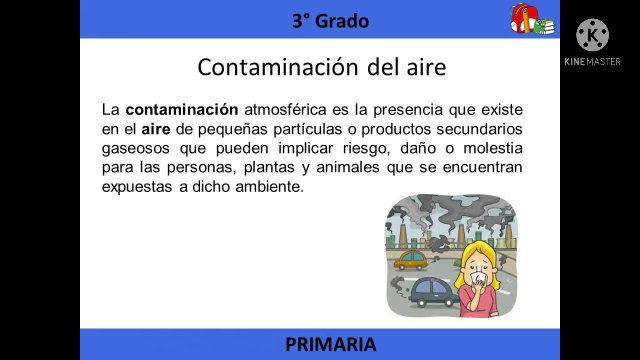 3° Grado
KINEMASTER
Contaminación del aire
La contaminación atmosférica es la presencia que existe
en el aire de pequeñas partículas o productos secundarios
gaseosos que pueden implicar riesgo, daño o molestia
para las personas, plantas y animales que se encuentran
expuestas a dicho ambiente.
PRIMARIA